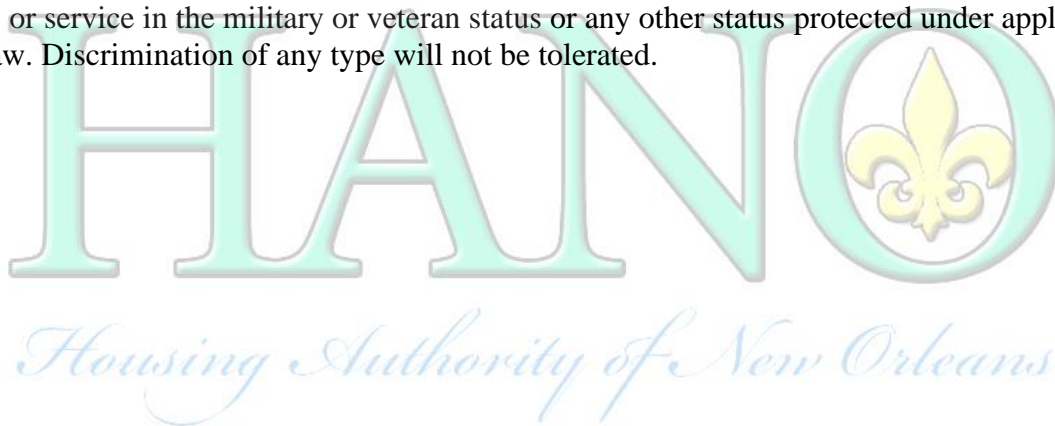 or service in the military or veteran status or any other status protected under appl
aw. Discrimination of any type will not be tolerated.
HANO
Housing Authority of New Orleans